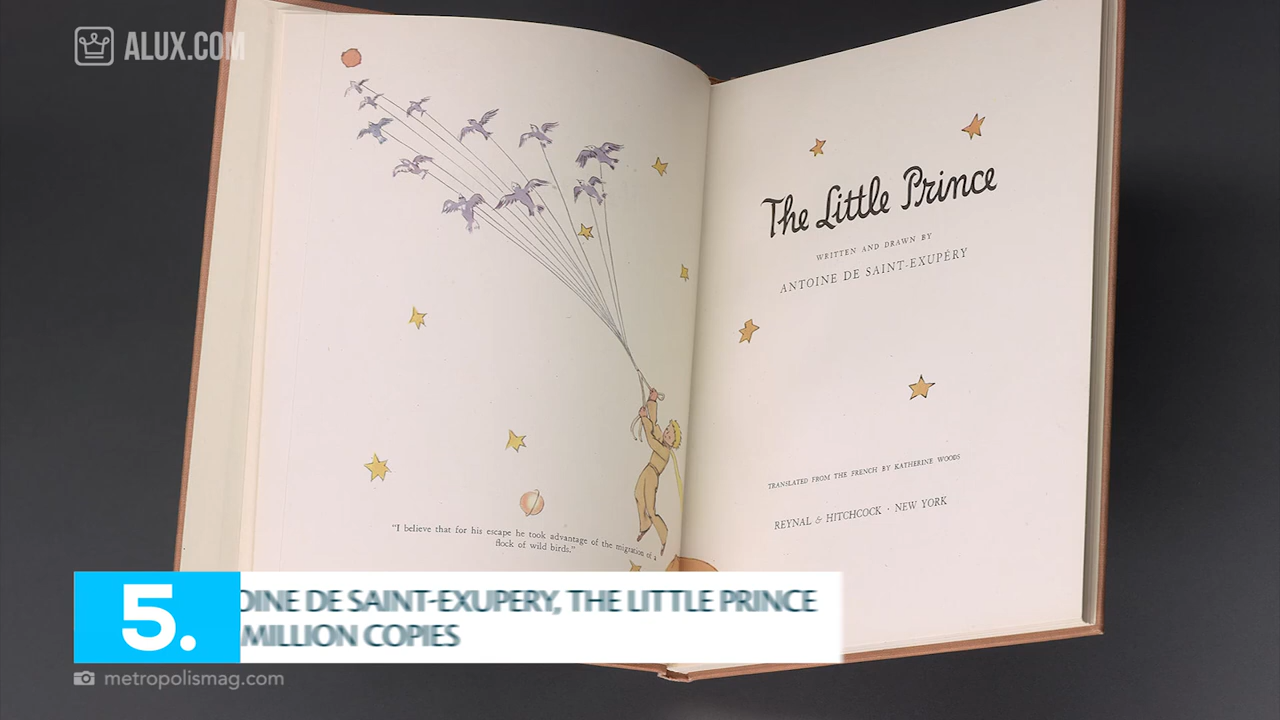 ALUX.COM
The Little Prince
WRITTEN AND DRAWN BY
ANTOINE DE SAINT-EXUPÉRY
TRANSLATED FROM THE FRENCH BY KATHERINE WOODS
REYNAL & HITCHCOCK · NEW YORK
"I believe that for his escape he took advantage of the migration of a
flock of wild birds."
5.
DE SAINT-EXUPERY, THE LITTLE PRINCE
MILLION COPIES
metropolismag.com